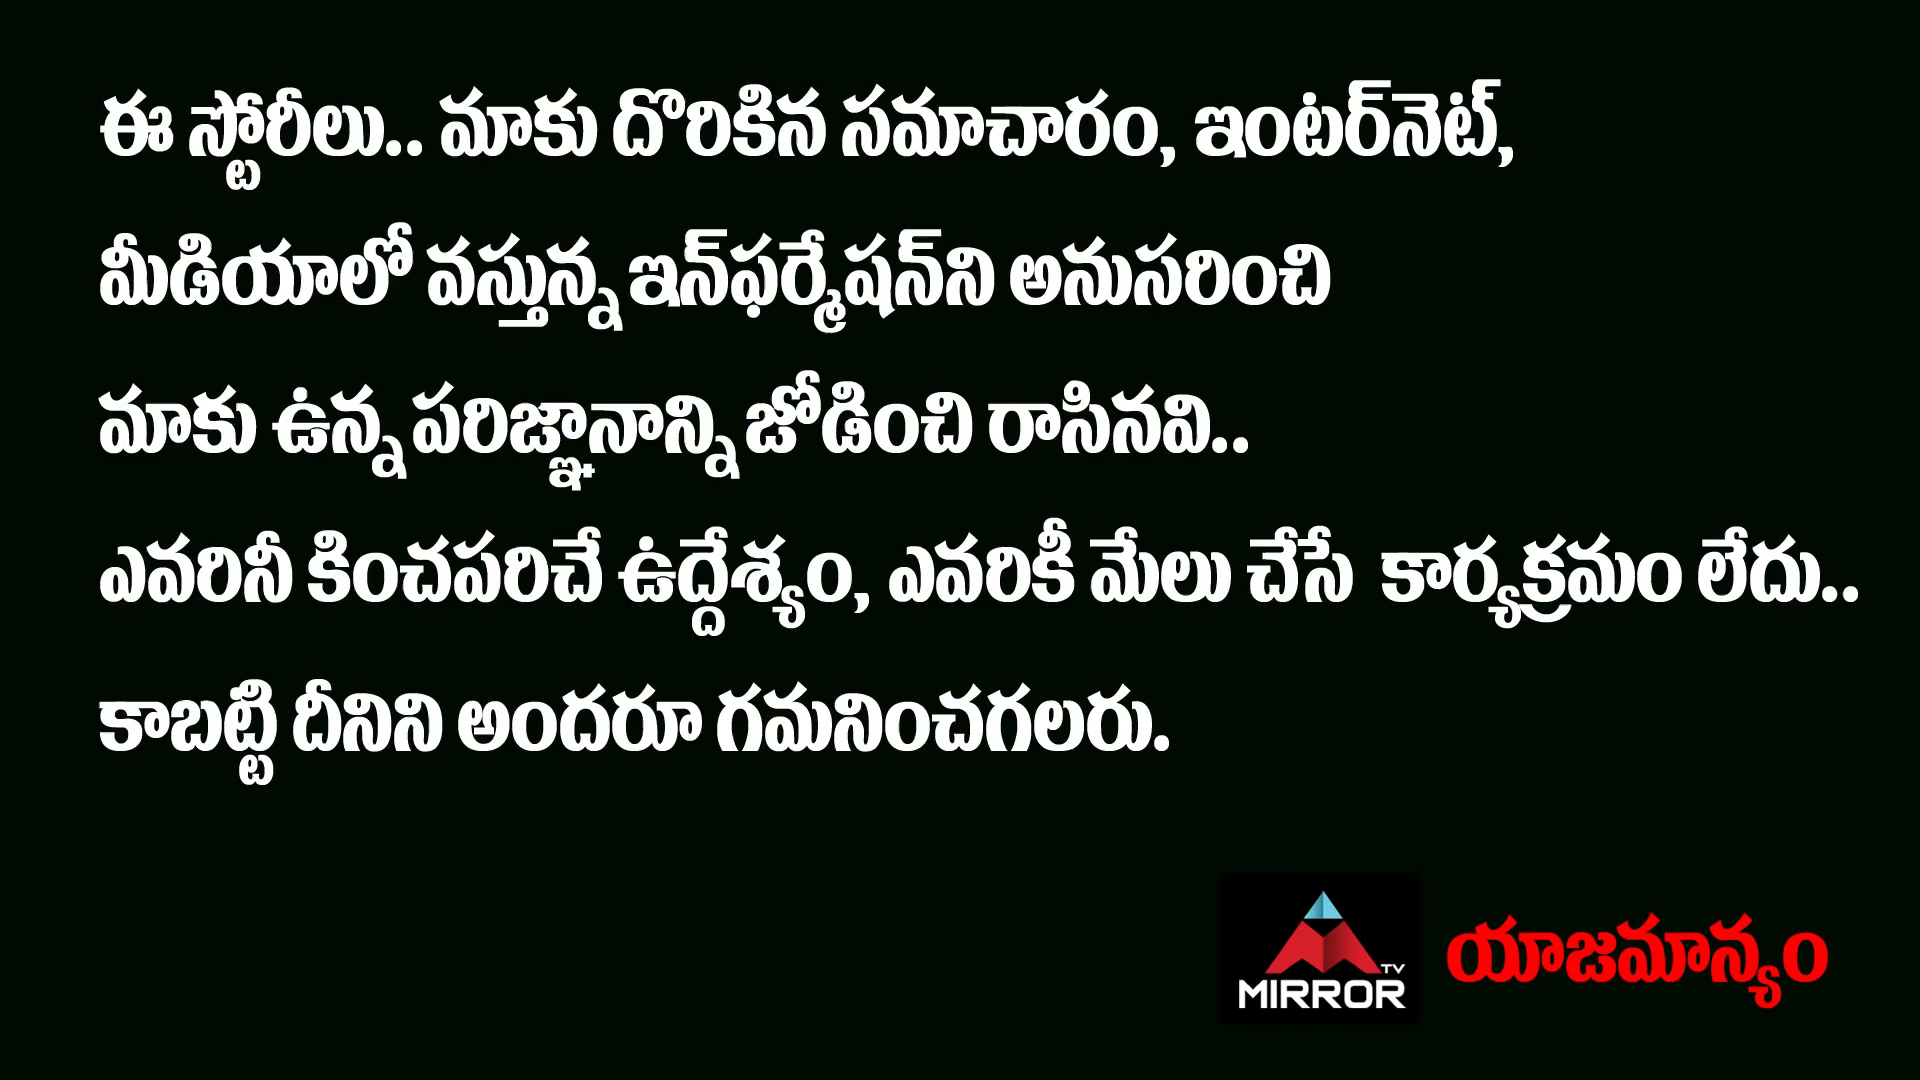 ఈ స్టోరీలు.. మాకు దొరికిన సమాచారం, ఇంటర్‌నెట్,
మీడియాలో వస్తున్న ఇన్‌ఫర్మేషన్‌ని అనుసరించి
మాకు ఉన్న పరిజ్ఞానాన్ని జోడించి రాసినవి..
ఎవరినీ కించపరిచే ఉద్దేశ్యం, ఎవరికీ మేలు చేసే కార్యక్రమం లేదు..
కాబట్టి దీనిని అందరూ గమనించగలరు.
TV
MIRROR
యాజమాన్యం